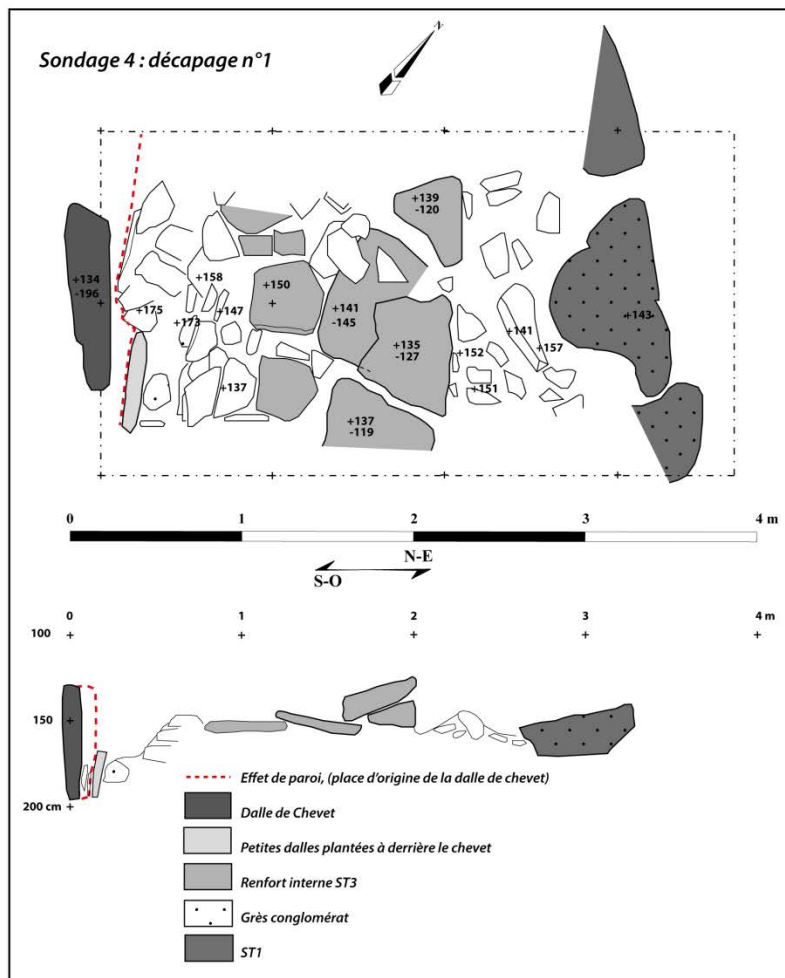 Sondage 4 : décapage n°1
N
+139
-120
+134
-196
+158
+150
+175
+147
+141
-145
+173
+141
+143
+135
-127
+152
+157
+137
+151
+137
-119
0 1 2 3 4 m
N-E
S-O
0 1 2 3 4 m
100
150
200 cm
Effet de paroi, (place d'origine de la dalle de chevet)
Dalle de Chevet
Petites dalles plantées à derrière le chevet
Renfort interne ST3
Grès conglomérat
ST1